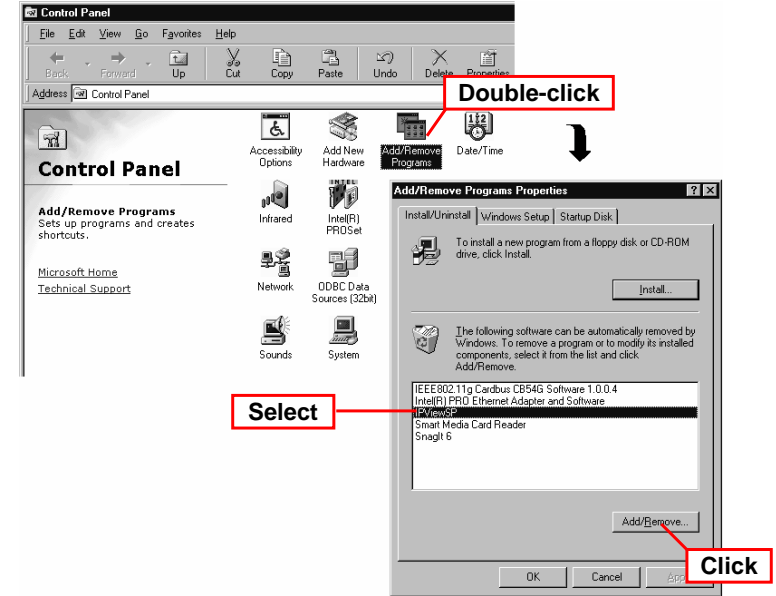 Control Panel
File Edit View Go Favorites Help
Back Forward Up Cut Copy Paste Undo Delete Properties
Address Control Panel
Double-click
Control Panel
Add/Remove Programs
Sets up programs and creates
shortcuts.
Microsoft Home
Technical Support
Accessibility
Options
Add New
Hardware
Add/Remove
Programs
Date/Time
Infrared
Intel(R)
PROSet
Network
ODBC Data
Sources (32bit)
Sounds
System
Add/Remove Programs Properties
Install/Uninstall Windows Setup Startup Disk
To install a new program from a floppy disk or CD-ROM
drive, click Install.
Install...
The following software can be automatically removed by
Windows. To remove a program or to modify its installed
components, select it from the list and click
Add/Remove.
IEEE802.11g Cardbus CB54G Software 1.0.0.4
Intel(R) PRO Ethernet Adapter and Software
IPViewSP
Smart Media Card Reader
SnagIt 6
Select
Add/Remove...
Click
OK Cancel